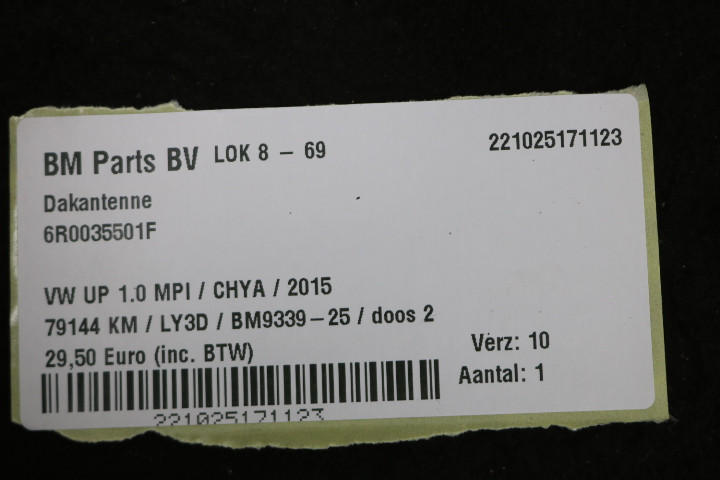 BM Parts BV LOK 8 – 69 221025171123
Dakantenne
6R0035501F
VW UP 1.0 MPI / CHYA / 2015
79144 KM / LY3D / BM9339–25 / doos 2
29,50 Euro (inc. BTW) Verz: 10
Aantal: 1
221025171123